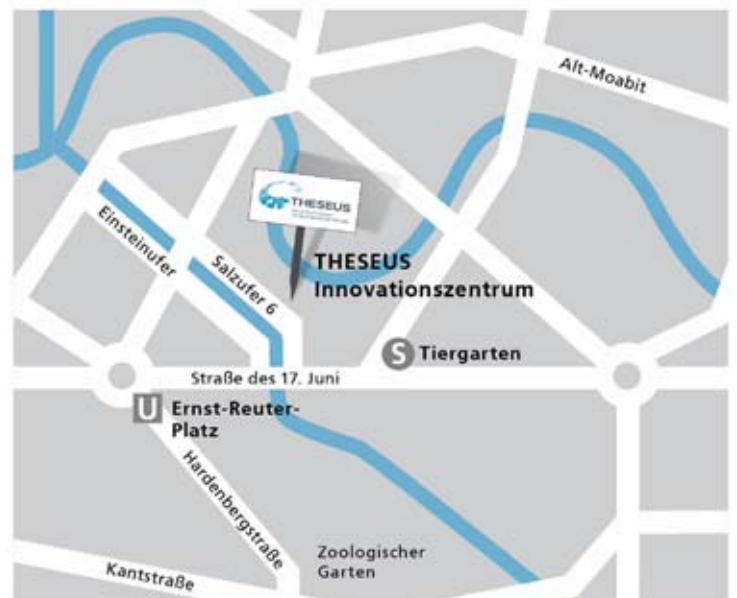 Alt-Moabit
THESEUS
Einsteinufer
Salzufer 6
THESEUS
Innovationszentrum
S Tiergarten
Straße des 17. Juni
U Ernst-Reuter-
Platz
Hardenbergstraße
Zoologischer
Garten
Kantstraße